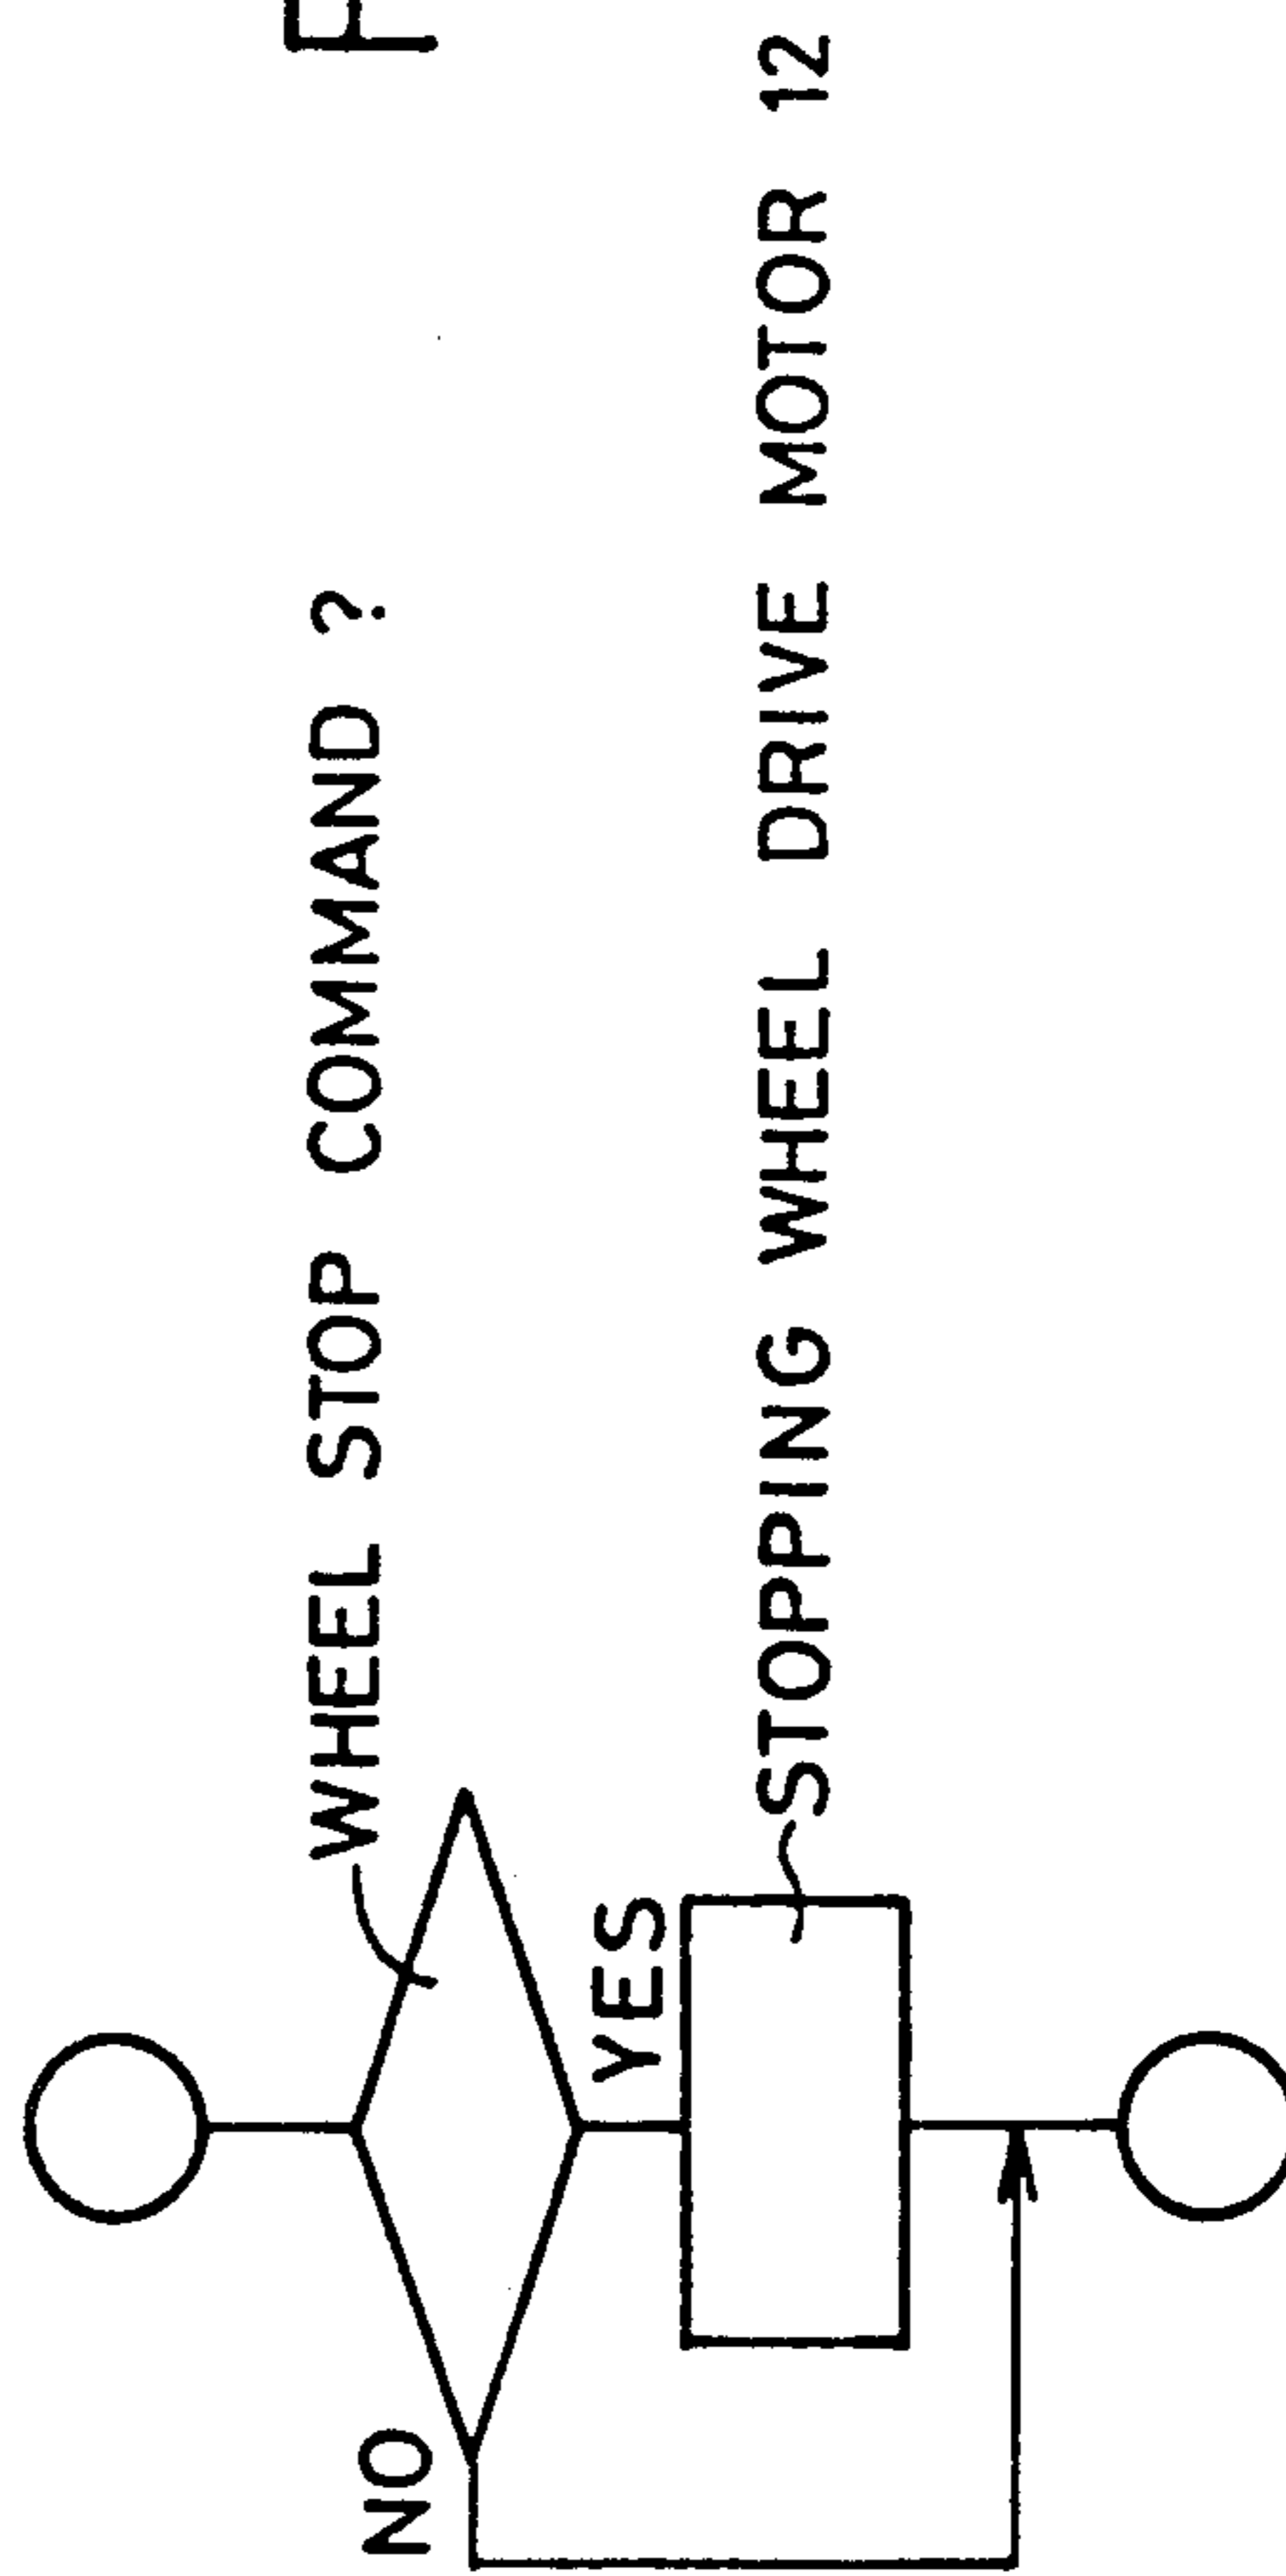 WHEEL STOP COMMAND ?
NO
YES
STOPPING WHEEL DRIVE MOTOR 12